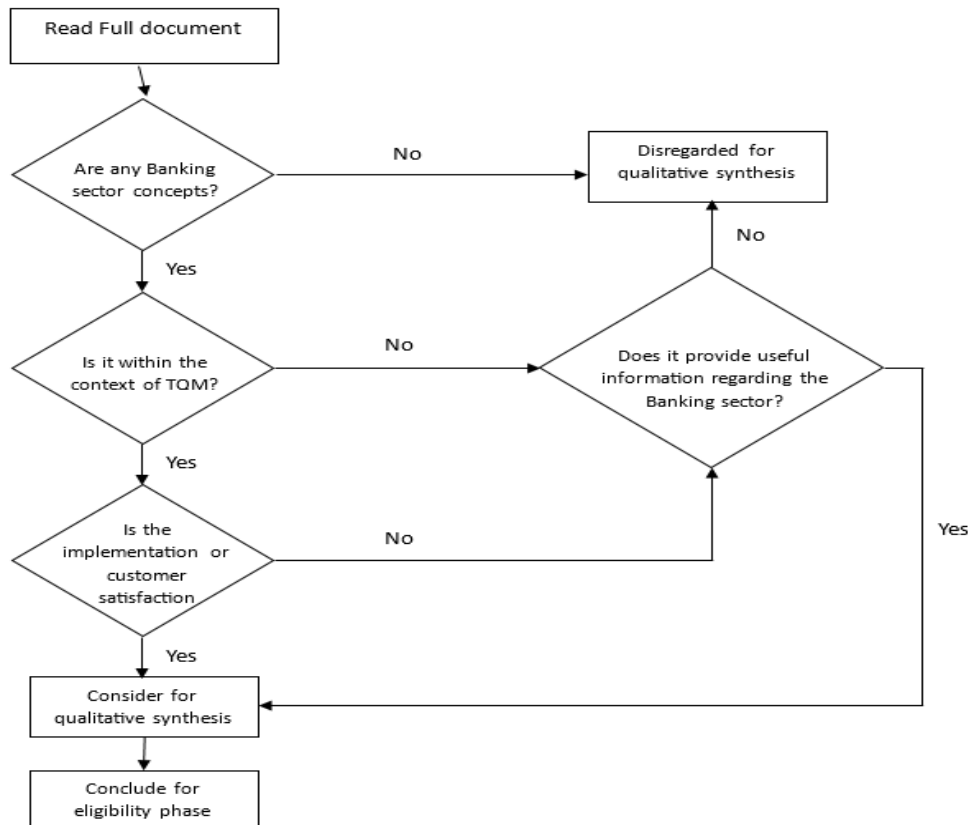 Read Full document
Are any Banking
sector concepts?
No
Disregarded for
qualitative synthesis
Yes
No
Is it within the
context of TQM?
No
Does it provide useful
information regarding the
Banking sector?
Yes
Is the
implementation or
customer
satisfaction
No
Yes
Yes
Consider for
qualitative synthesis
Conclude for
eligibility phase